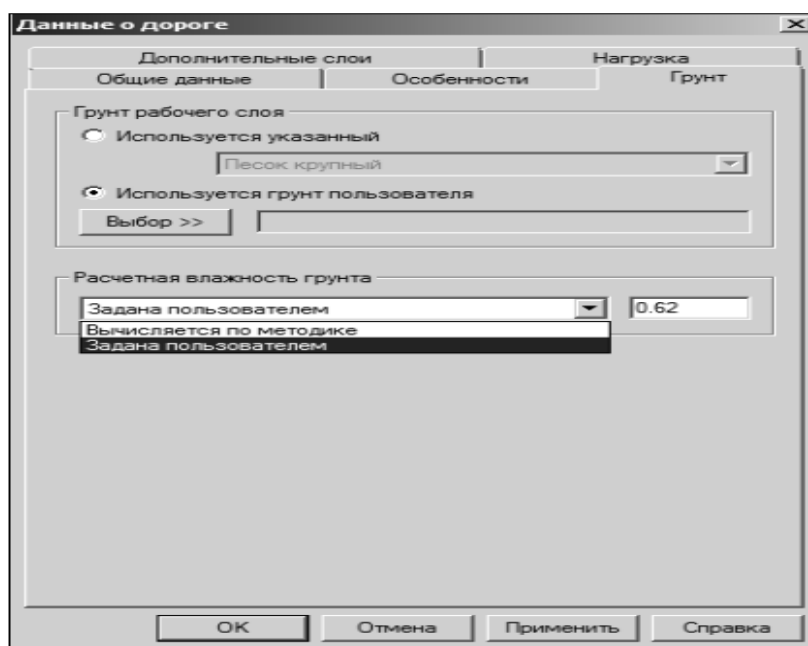 Данные о дороге
Дополнительные слои
Нагрузка
Общие данные
Особенности
Грунт
Грунт рабочего слоя
Используется указанный
Песок крупный
Используется грунт пользователя
Выбор >>
Расчетная влажность грунта
Задана пользователем
0.62
Вычисляется по методике
Задана пользователем
ОК
Отмена
Применить
Справка